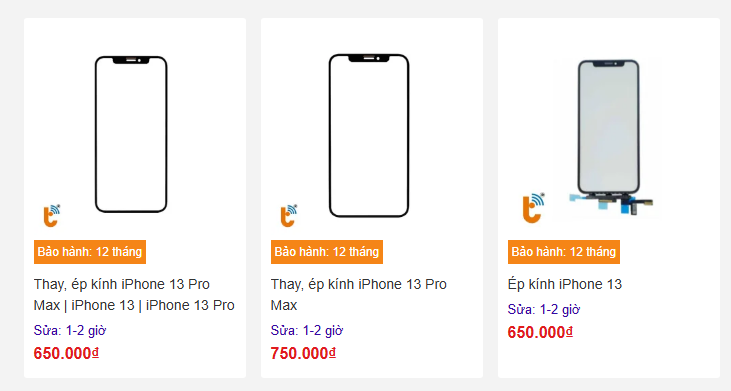 Bảo hành: 12 tháng
Thay, ép kính iPhone 13 Pro
Max | iPhone 13 | iPhone 13 Pro
Sửa: 1-2 giờ
650.000₫
Bảo hành: 12 tháng
Thay, ép kính iPhone 13 Pro
Max
Sửa: 1-2 giờ
750.000₫
Bảo hành: 12 tháng
Ép kính iPhone 13
Sửa: 1-2 giờ
650.000₫